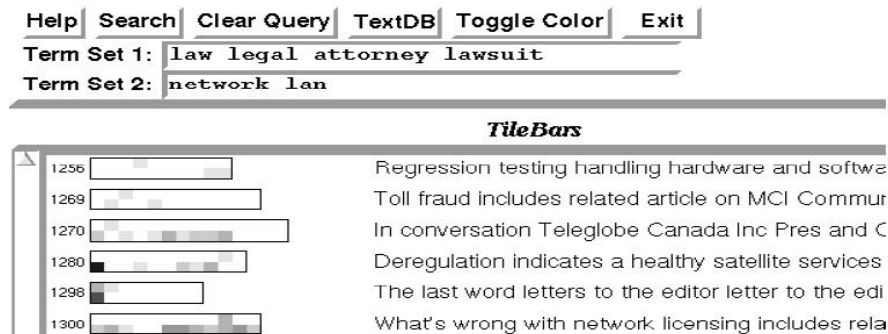 Help Search Clear Query TextDB Toggle Color Exit
Term Set 1: law legal attorney lawsuit
Term Set 2: network lan
TileBars
1256 Regression testing handling hardware and softwa
1269 Toll fraud includes related article on MCI Commun
1270 In conversation Teleglobe Canada Inc Pres and C
1280 Deregulation indicates a healthy satellite services
1298 The last word letters to the editor letter to the edi
1300 What's wrong with network licensing includes rela